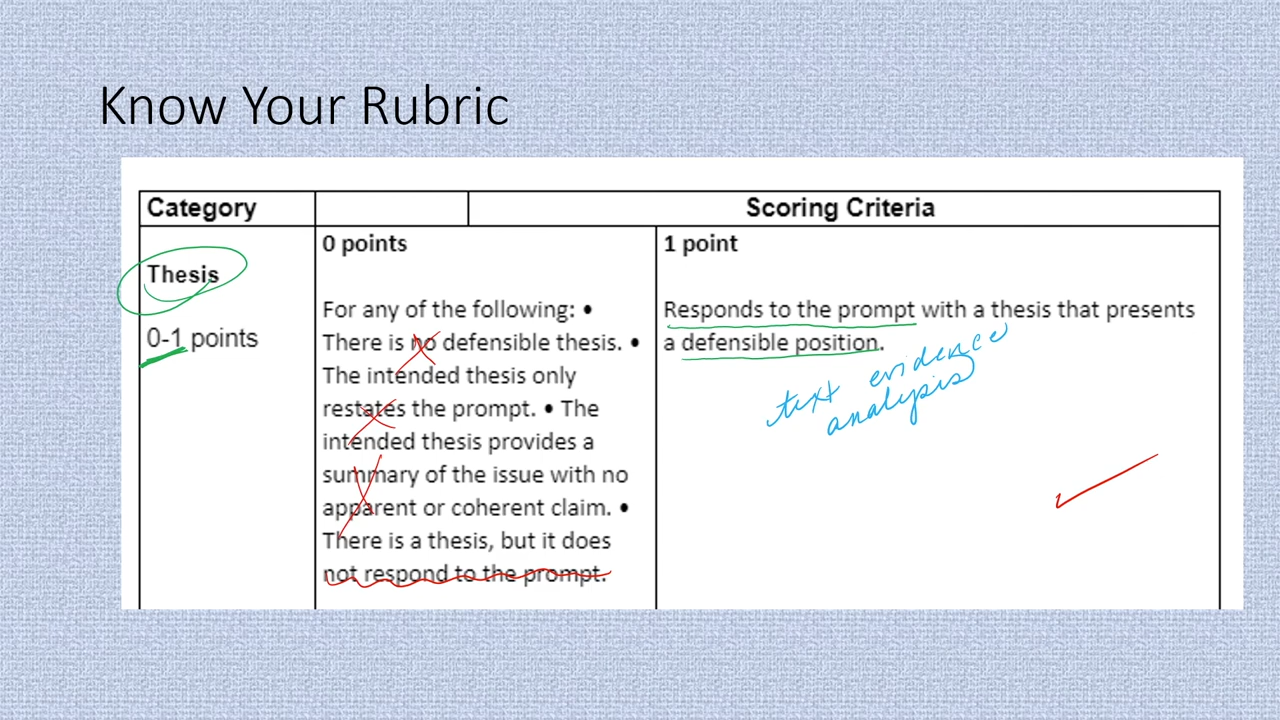 Know Your Rubric
Category
Scoring Criteria
Thesis
0-1 points
0 points
For any of the following: •
There is no defensible thesis. •
The intended thesis only
restates the prompt. • The
intended thesis provides a
summary of the issue with no
apparent or coherent claim. •
There is a thesis, but it does
not respond to the prompt.
1 point
Responds to the prompt with a thesis that presents
a defensible position.
text evidence
analysis